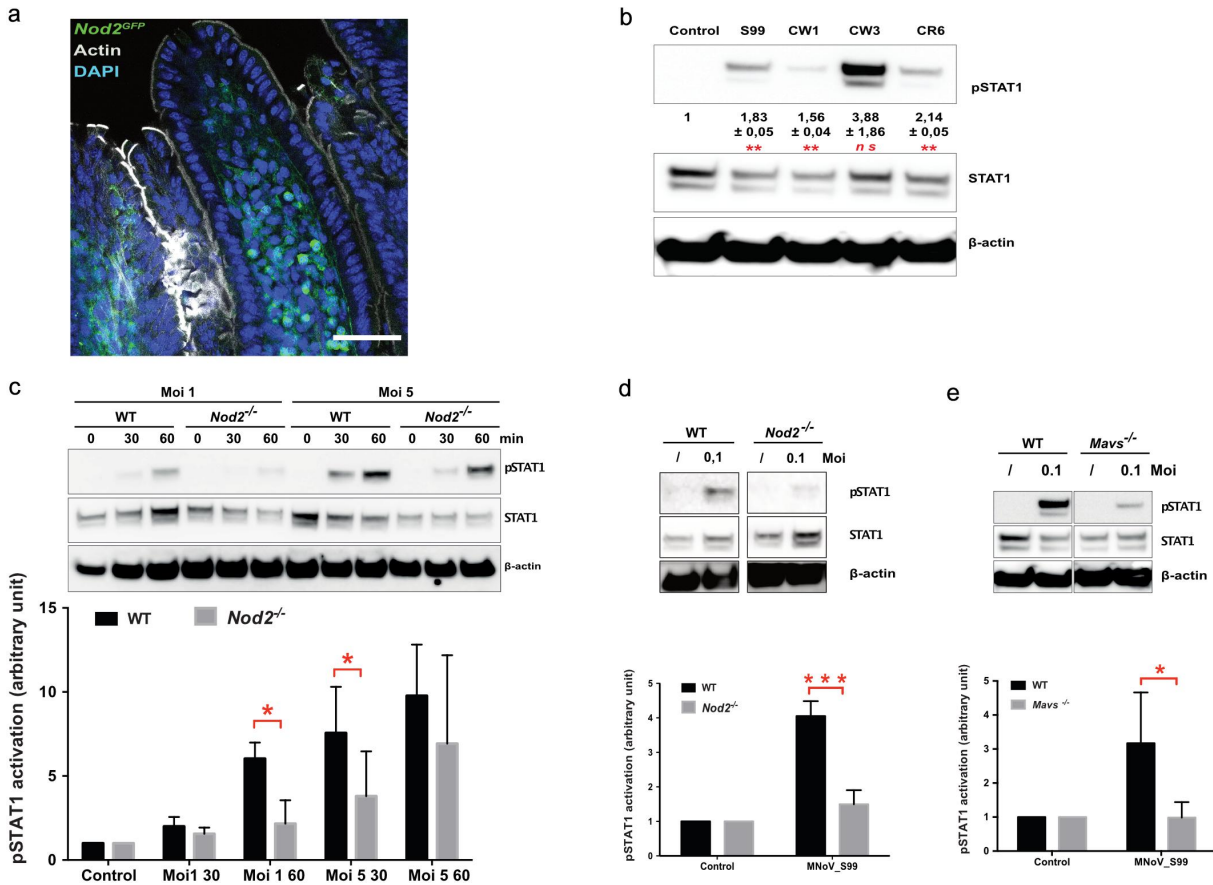 a
Nod2GFP
Actin
DAPI
b
Control S99 CW1 CW3 CR6
pSTAT1
1 1,83 1,56 3,88 2,14
± 0,05 ± 0,04 ± 1,86 ± 0,05
** ** n s **
STAT1
β-actin
c
Moi 1 Moi 5
WT Nod2-/- WT Nod2-/-
0 30 60 0 30 60 0 30 60 0 30 60 min
pSTAT1
STAT1
β-actin
WT Nod2-/-
pSTAT1 activation (arbitrary unit)
15
10
5
0
*
*
Control Moi1 30 Moi 1 60 Moi 5 30 Moi 5 60
d
WT Nod2-/-
/ 0,1 / 0.1 Moi
pSTAT1
STAT1
β-actin
pSTAT1 activation (arbitrary unit)
5
4
3
2
1
0
WT
Nod2-/-
* * *
Control MNoV_S99
e
WT Mavs-/-
/ 0.1 / 0.1 Moi
pSTAT1
STAT1
β-actin
pSTAT1 activation (arbitrary unit)
5
4
3
2
1
0
WT
Mavs -/-
*
Control MNoV_S99